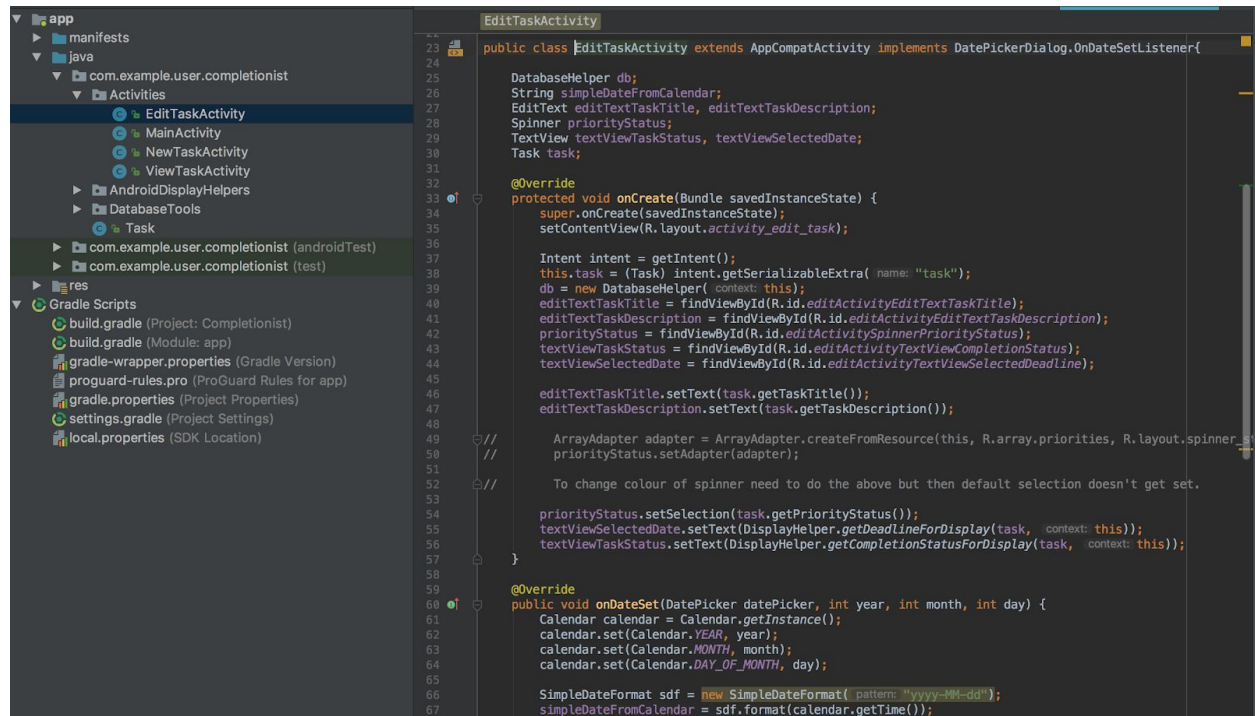 app
manifests
java
com.example.user.completionist
Activities
EditTaskActivity
MainActivity
NewTaskActivity
ViewTaskActivity
AndroidDisplayHelpers
DatabaseTools
Task
com.example.user.completionist (androidTest)
com.example.user.completionist (test)
res
Gradle Scripts
build.gradle (Project: Completionist)
build.gradle (Module: app)
gradle-wrapper.properties (Gradle Version)
proguard-rules.pro (ProGuard Rules for app)
gradle.properties (Project Properties)
settings.gradle (Project Settings)
local.properties (SDK Location)
EditTaskActivity
23 public class EditTaskActivity extends AppCompatActivity implements DatePickerDialog.OnDateSetListener{
24
25 DatabaseHelper db;
26 String simpleDateFromCalendar;
27 EditText editTextTaskTitle, editTextTaskDescription;
28 Spinner priorityStatus;
29 TextView textViewTaskStatus, textViewSelectedDate;
30 Task task;
31
32 @Override
33 protected void onCreate(Bundle savedInstanceState) {
34 super.onCreate(savedInstanceState);
35 setContentView(R.layout.activity_edit_task);
36
37 Intent intent = getIntent();
38 this.task = (Task) intent.getSerializableExtra( name: "task");
39 db = new DatabaseHelper( context: this);
40 editTextTaskTitle = findViewById(R.id.editActivityEditTextTaskTitle);
41 editTextTaskDescription = findViewById(R.id.editActivityEditTextTaskDescription);
42 priorityStatus = findViewById(R.id.editActivitySpinnerPriorityStatus);
43 textViewTaskStatus = findViewById(R.id.editActivityTextViewCompletionStatus);
44 textViewSelectedDate = findViewById(R.id.editActivityTextViewSelectedDeadline);
45
46 editTextTaskTitle.setText(task.getTaskTitle());
47 editTextTaskDescription.setText(task.getTaskDescription());
48
49 // ArrayAdapter adapter = ArrayAdapter.createFromResource(this, R.array.priorities, R.layout.spinner_
50 // priorityStatus.setAdapter(adapter);
51
52 // To change colour of spinner need to do the above but then default selection doesn't get set.
53
54 priorityStatus.setSelection(task.getPriorityStatus());
55 textViewSelectedDate.setText(DisplayHelper.getDeadlineForDisplay(task, context: this));
56 textViewTaskStatus.setText(DisplayHelper.getCompletionStatusForDisplay(task, context: this));
57 }
58
59 @Override
60 public void onDateSet(DatePicker datePicker, int year, int month, int day) {
61 Calendar calendar = Calendar.getInstance();
62 calendar.set(Calendar.YEAR, year);
63 calendar.set(Calendar.MONTH, month);
64 calendar.set(Calendar.DAY_OF_MONTH, day);
65
66 SimpleDateFormat sdf = new SimpleDateFormat( pattern: "yyyy-MM-dd");
67 simpleDateFromCalendar = sdf.format(calendar.getTime());